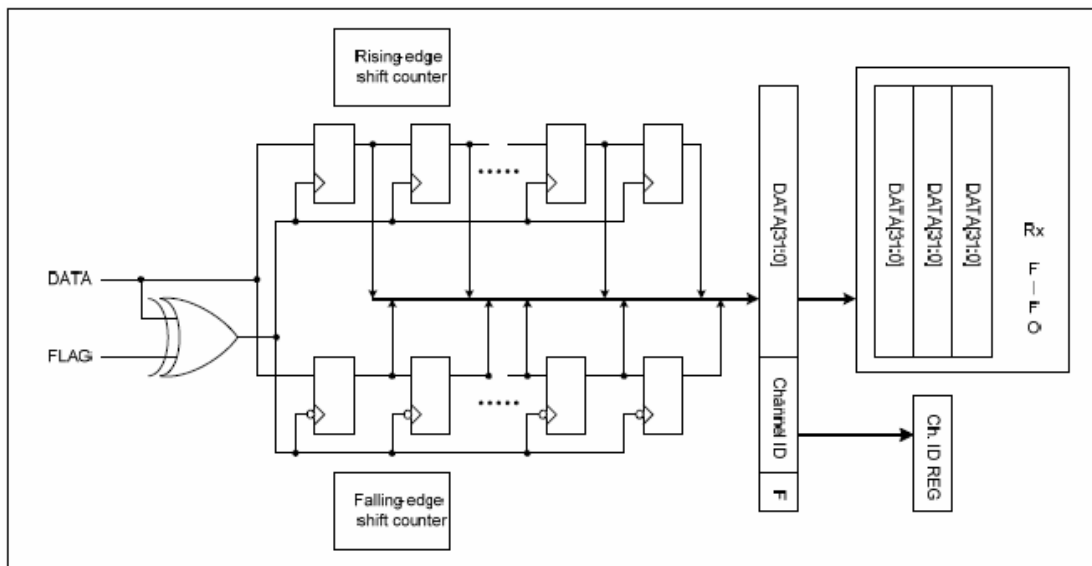 Rising-edge
shift counter
DATA
FLAG
Falling-edge
shift counter
DATA[31:0]
Channel ID
F
DATA[31:0]
DATA[31:0]
DATA[31:0]
Rx
F
I
F
O
Ch. ID REG